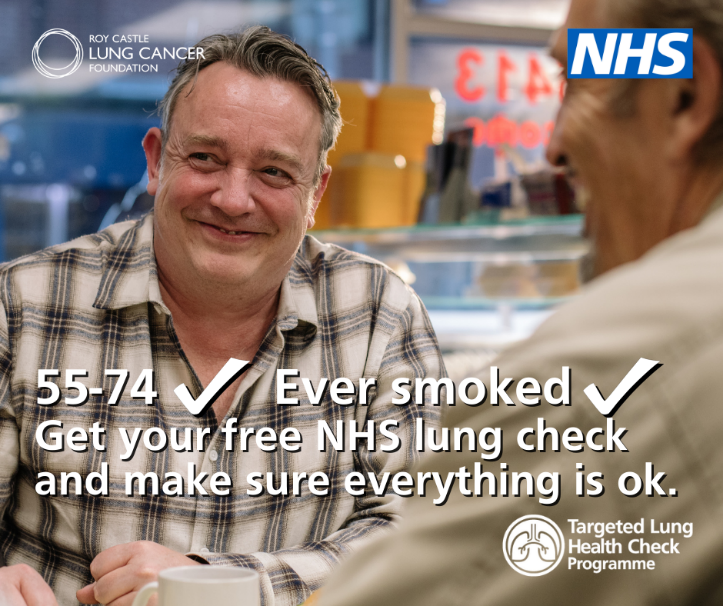 ROY CASTLE
LUNG CANCER
FOUNDATION
NHS
413
55-74 ✓ Ever smoked ✓
Get your free NHS lung check
and make sure everything is ok.
Targeted Lung
Health Check
Programme